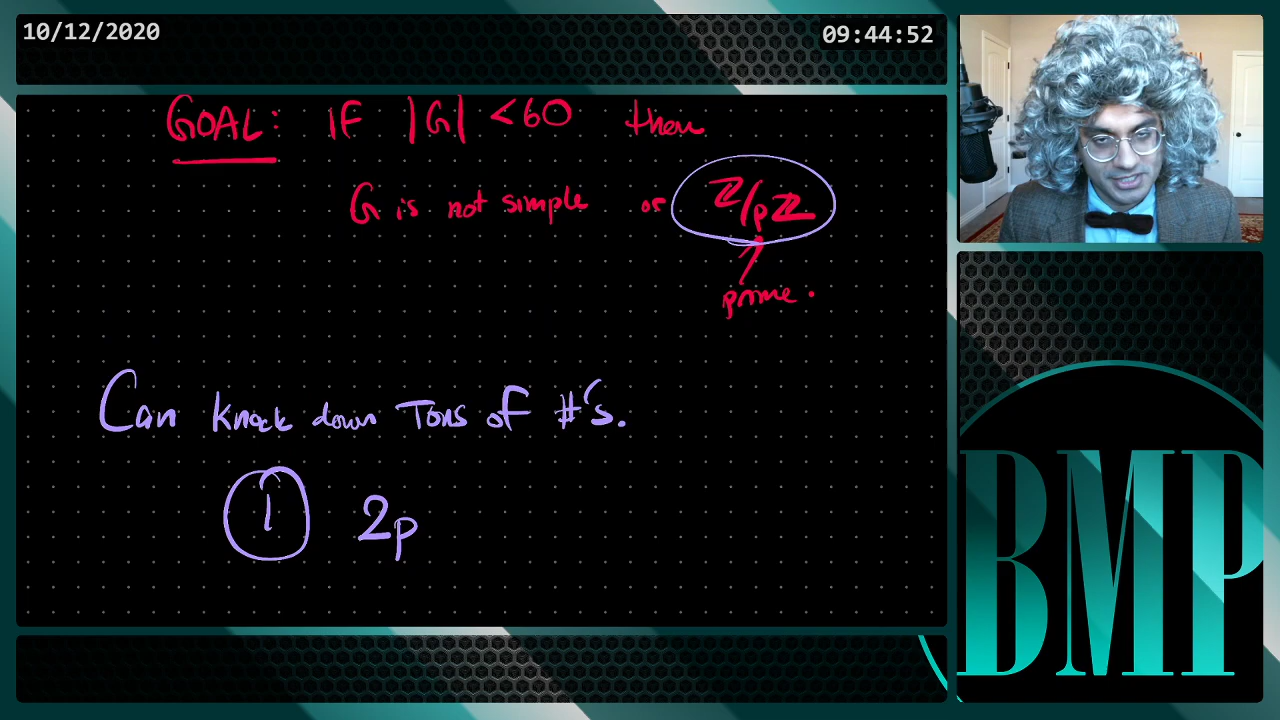 10/12/2020
09:44:52
GOAL: IF |G| < 60 then
G is not simple or ℤ/pℤ
prime.
Can knock down Tons of #'s.
1 2p
BMP